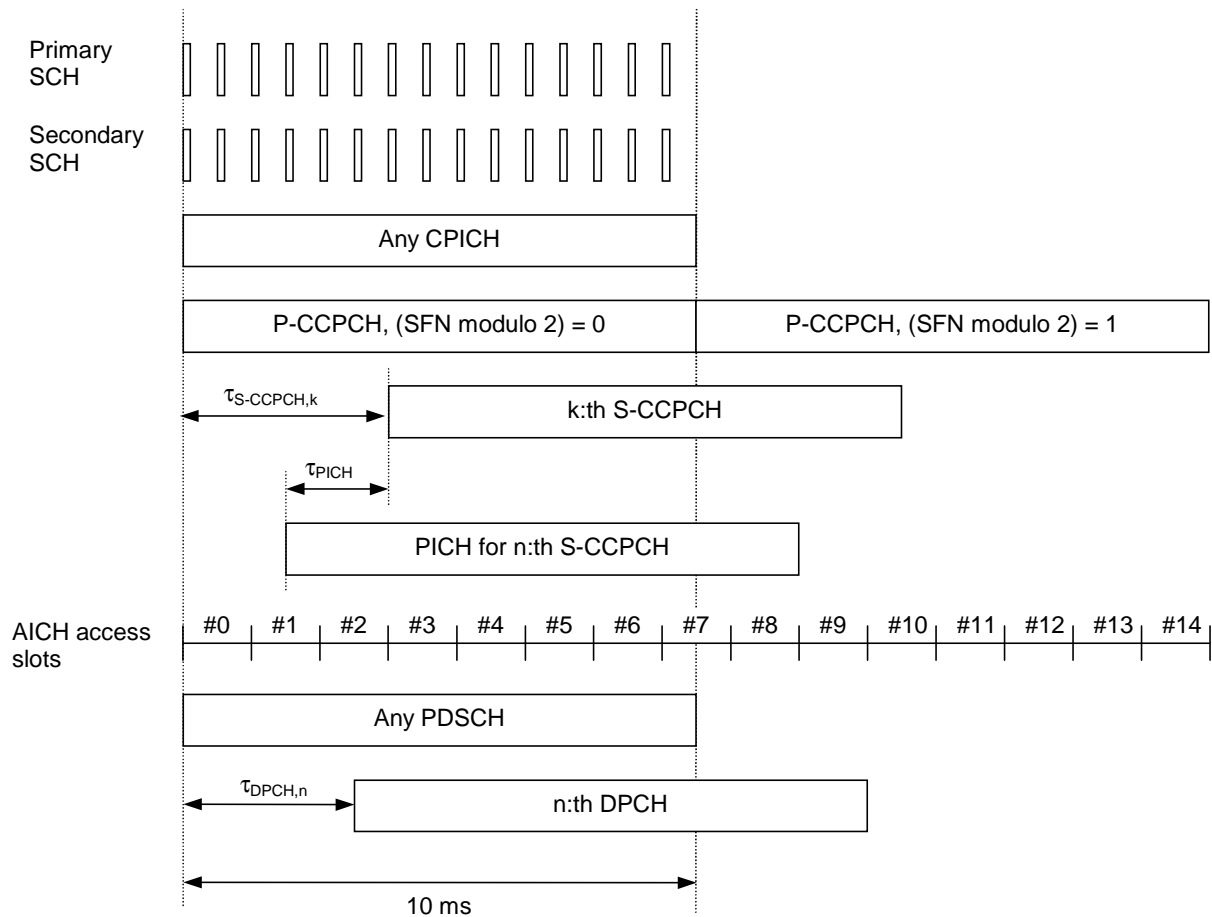 Primary
SCH
Secondary
SCH
Any CPICH
P-CCPCH, (SFN modulo 2) = 0
P-CCPCH, (SFN modulo 2) = 1
τS-CCPCH,k
k:th S-CCPCH
τPICH
PICH for n:th S-CCPCH
AICH access
slots
#0 #1 #2 #3 #4 #5 #6 #7 #8 #9 #10 #11 #12 #13 #14
Any PDSCH
τDPCH,n
n:th DPCH
10 ms